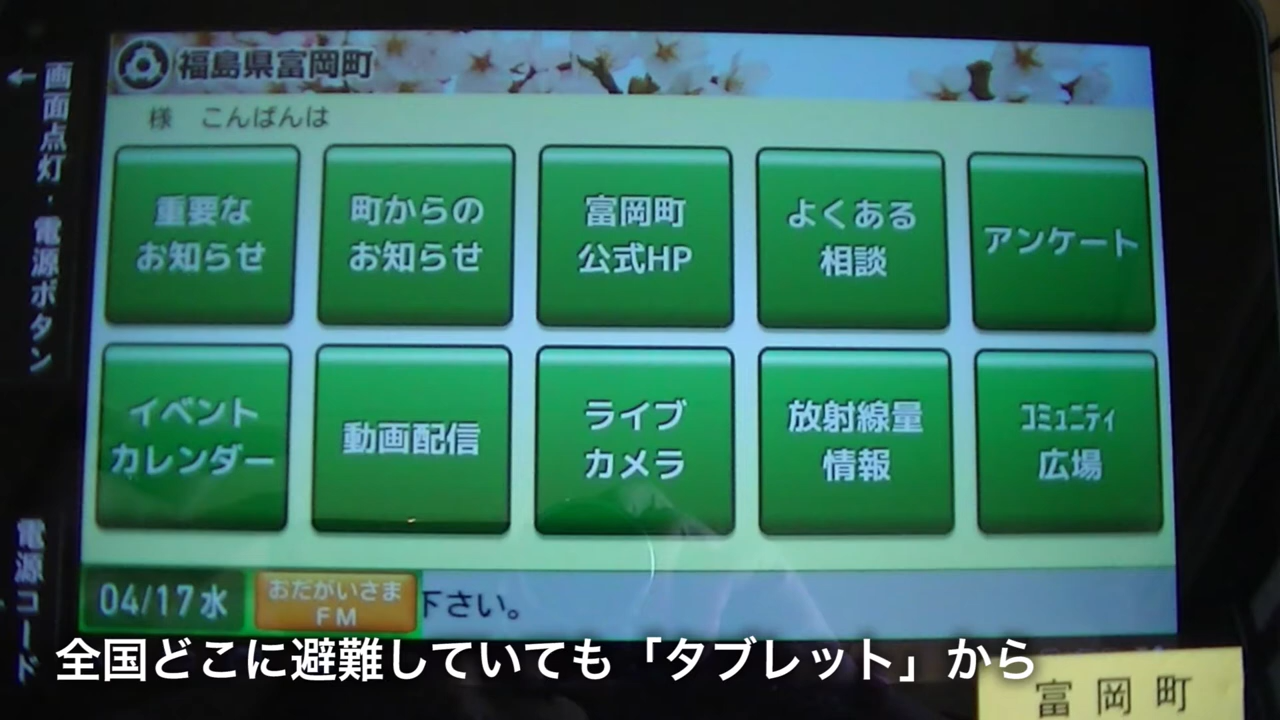 福島県富岡町
様 こんばんは
重要な
お知らせ
町からの
お知らせ
富岡町
公式HP
よくある
相談
アンケート
イベント
カレンダー
動画配信
ライブ
カメラ
放射線量
情報
コミュニティ
広場
04/17水
おだがいさま
FM
下さい。
画面点灯・電源ボタン
電源コード
全国どこに避難していても「タブレット」から
富岡町